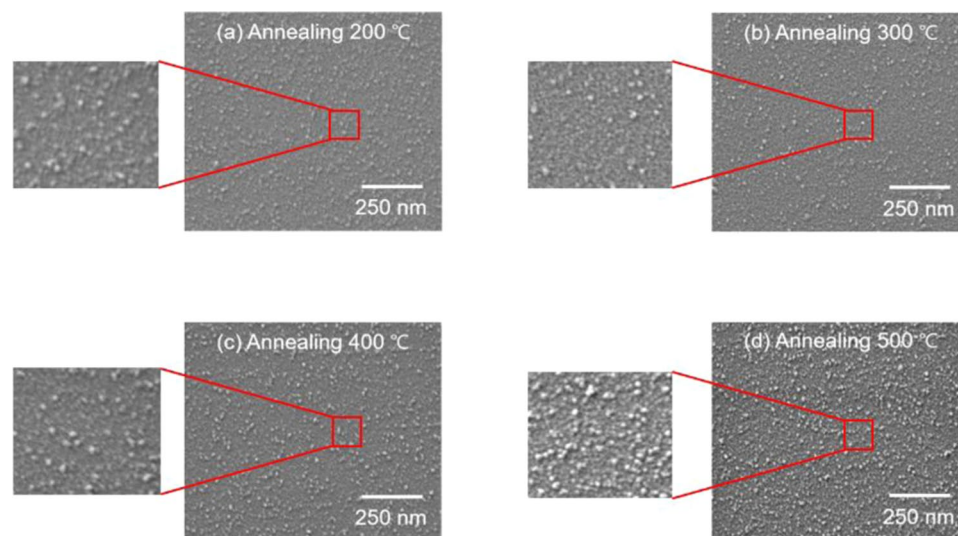 (a) Annealing 200 ℃
250 nm
(b) Annealing 300 ℃
250 nm
(c) Annealing 400 ℃
250 nm
(d) Annealing 500 ℃
250 nm